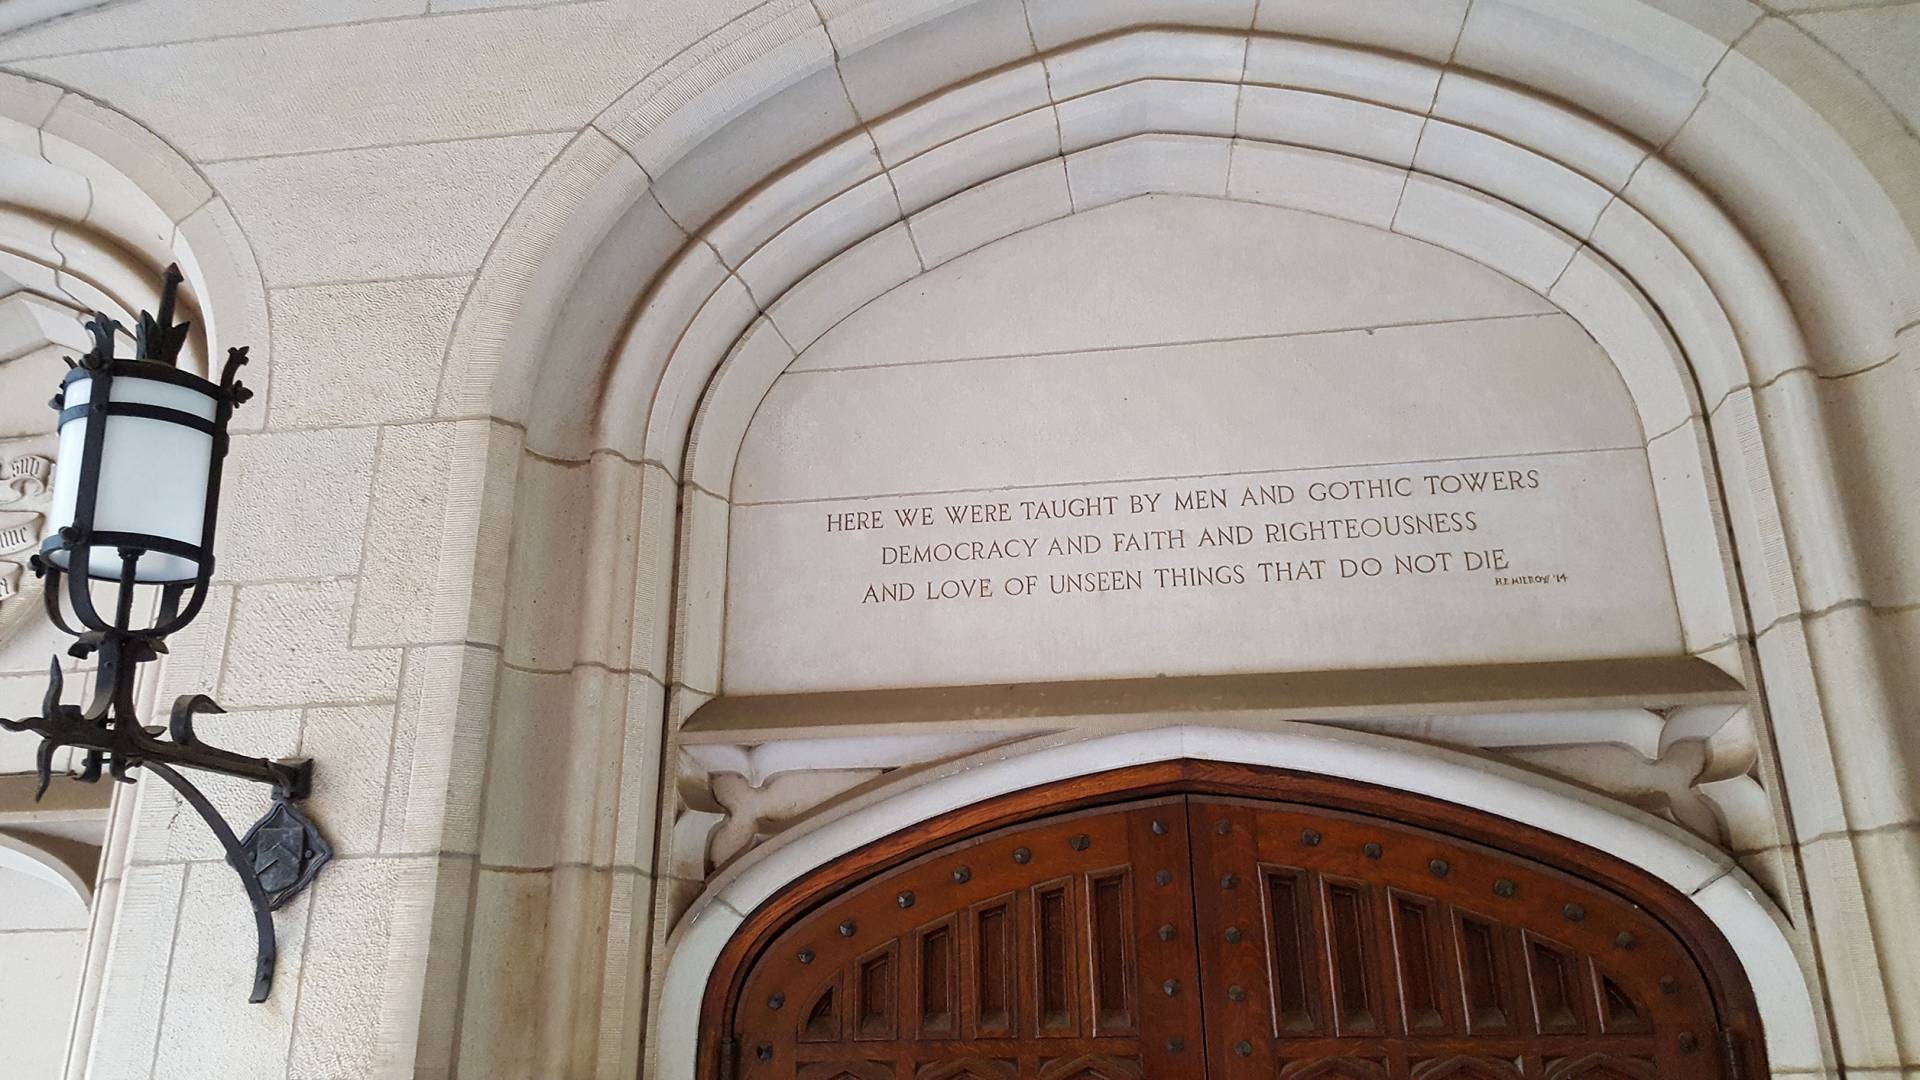 HERE WE WERE TAUGHT BY MEN AND GOTHIC TOWERS
DEMOCRACY AND FAITH AND RIGHTEOUSNESS
AND LOVE OF UNSEEN THINGS THAT DO NOT DIE
'14